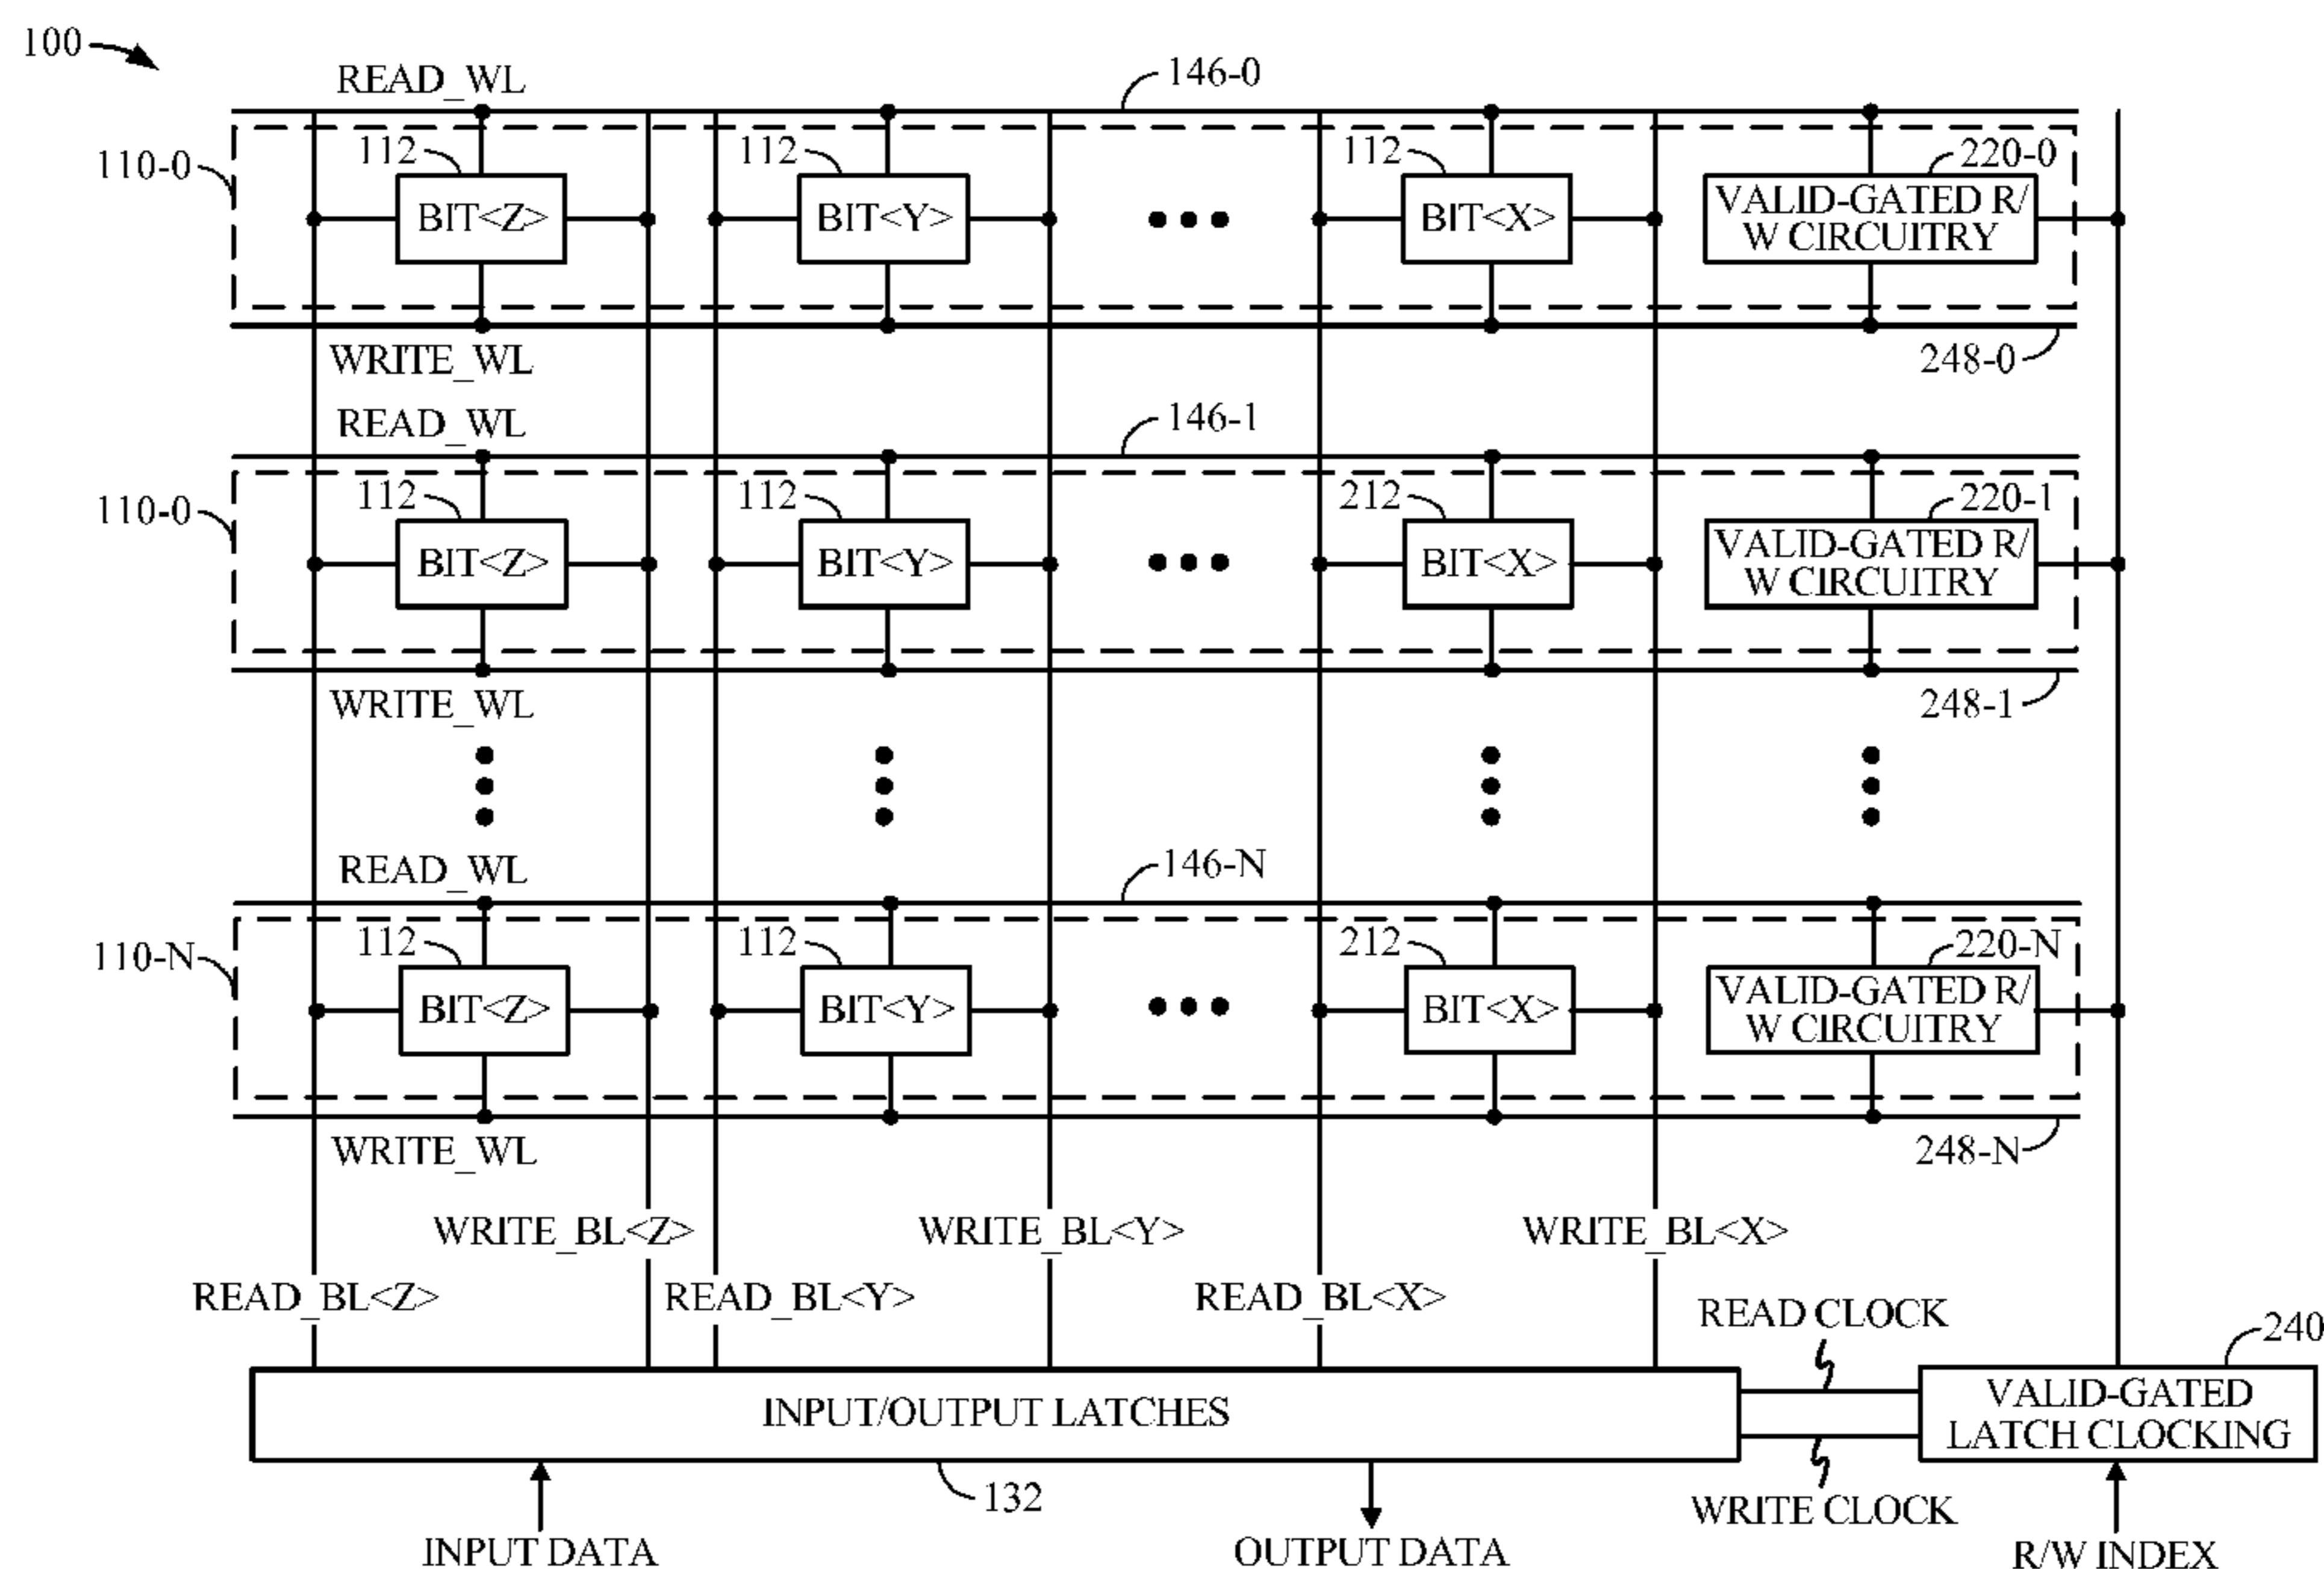 100
READ_WL
146-0
110-0
112
112
112
220-0
BIT<Z>
BIT<Y>
BIT<X>
VALID-GATED R/
W CIRCUITRY
WRITE_WL
248-0
READ_WL
146-1
110-0
112
112
212
220-1
BIT<Z>
BIT<Y>
BIT<X>
VALID-GATED R/
W CIRCUITRY
WRITE_WL
248-1
READ_WL
146-N
110-N
112
112
212
220-N
BIT<Z>
BIT<Y>
BIT<X>
VALID-GATED R/
W CIRCUITRY
WRITE_WL
248-N
WRITE_BL<Z>
WRITE_BL<Y>
WRITE_BL<X>
READ_BL<Z>
READ_BL<Y>
READ_BL<X>
READ CLOCK
240
INPUT/OUTPUT LATCHES
VALID-GATED
LATCH CLOCKING
132
WRITE CLOCK
INPUT DATA
OUTPUT DATA
R/W INDEX